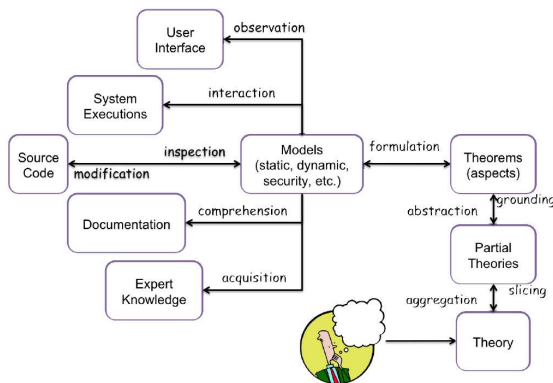 User
Interface
observation
System
Executions
interaction
Source
Code
inspection
modification
Models
(static, dynamic,
security, etc.)
formulation
Theorems
(aspects)
grounding
abstraction
Documentation
comprehension
Partial
Theories
Expert
Knowledge
acquisition
slicing
aggregation
Theory